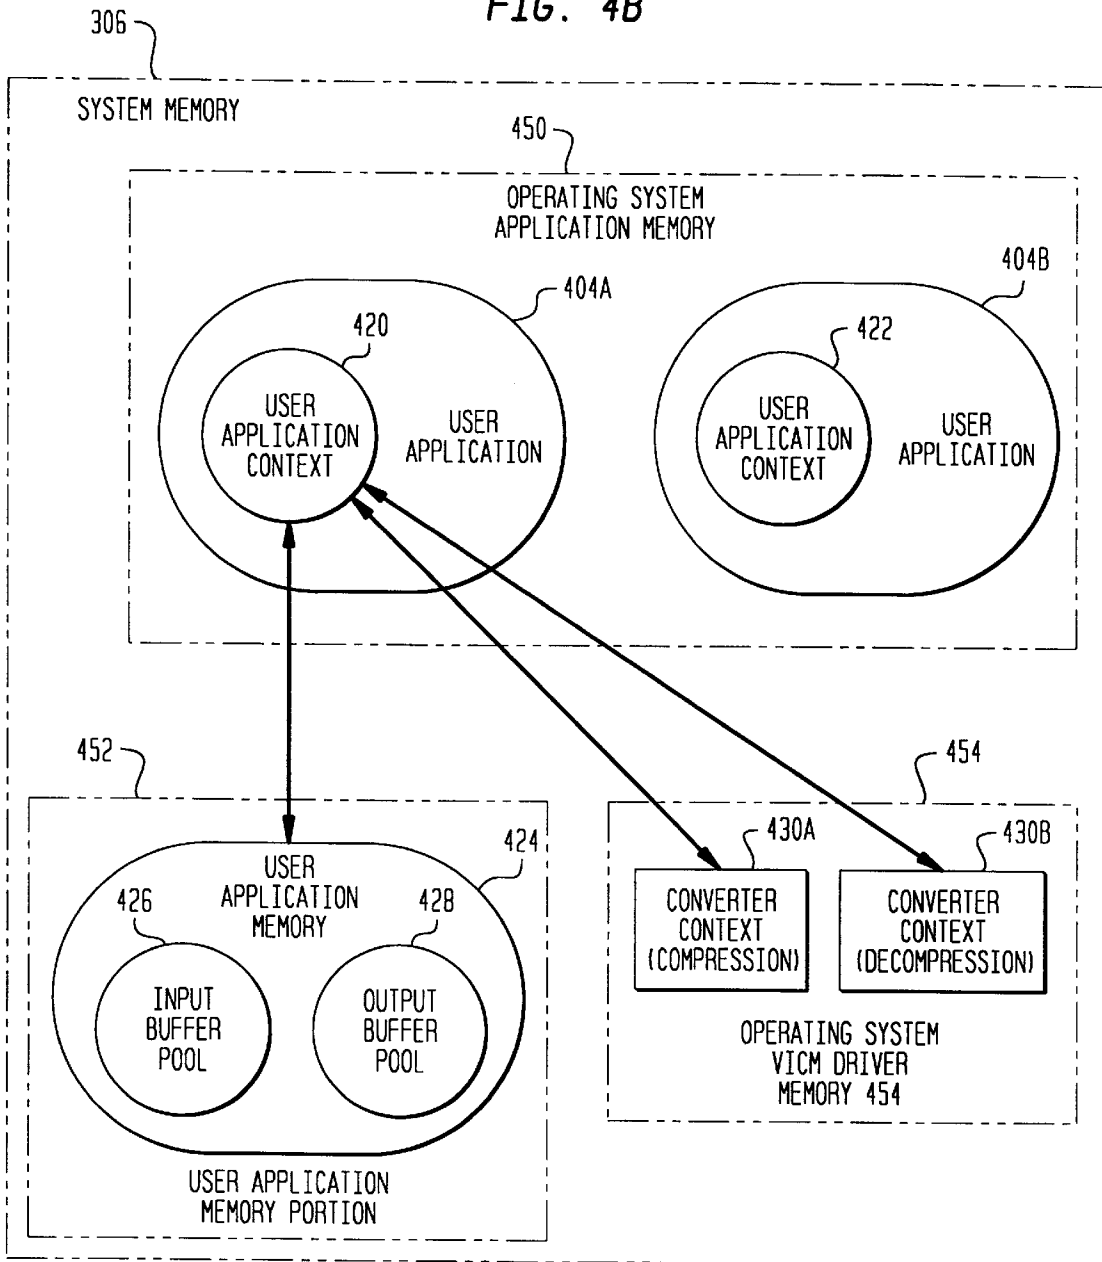 FIG. 4B
306
SYSTEM MEMORY
450
OPERATING SYSTEM
APPLICATION MEMORY
404A
404B
420
422
USER
APPLICATION
CONTEXT
USER
APPLICATION
USER
APPLICATION
CONTEXT
USER
APPLICATION
452
454
USER
APPLICATION
MEMORY
424
426
428
INPUT
BUFFER
POOL
OUTPUT
BUFFER
POOL
USER APPLICATION
MEMORY PORTION
430A
430B
CONVERTER
CONTEXT
(COMPRESSION)
CONVERTER
CONTEXT
(DECOMPRESSION)
OPERATING SYSTEM
VICM DRIVER
MEMORY 454